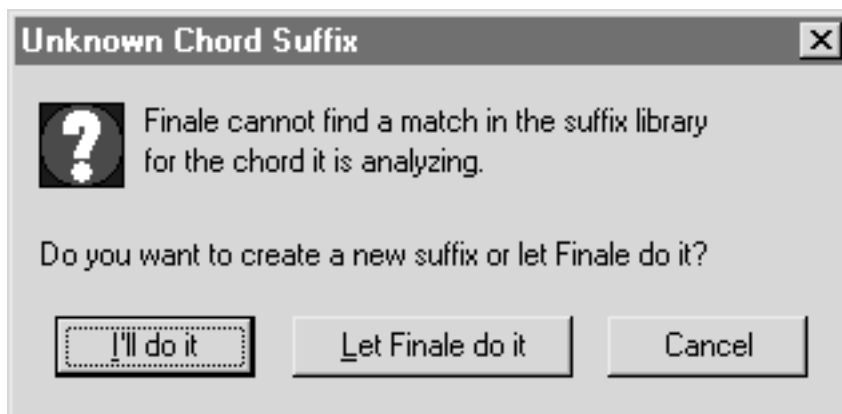 Unknown Chord Suffix
Finale cannot find a match in the suffix library
for the chord it is analyzing.
Do you want to create a new suffix or let Finale do it?
I'll do it Let Finale do it Cancel